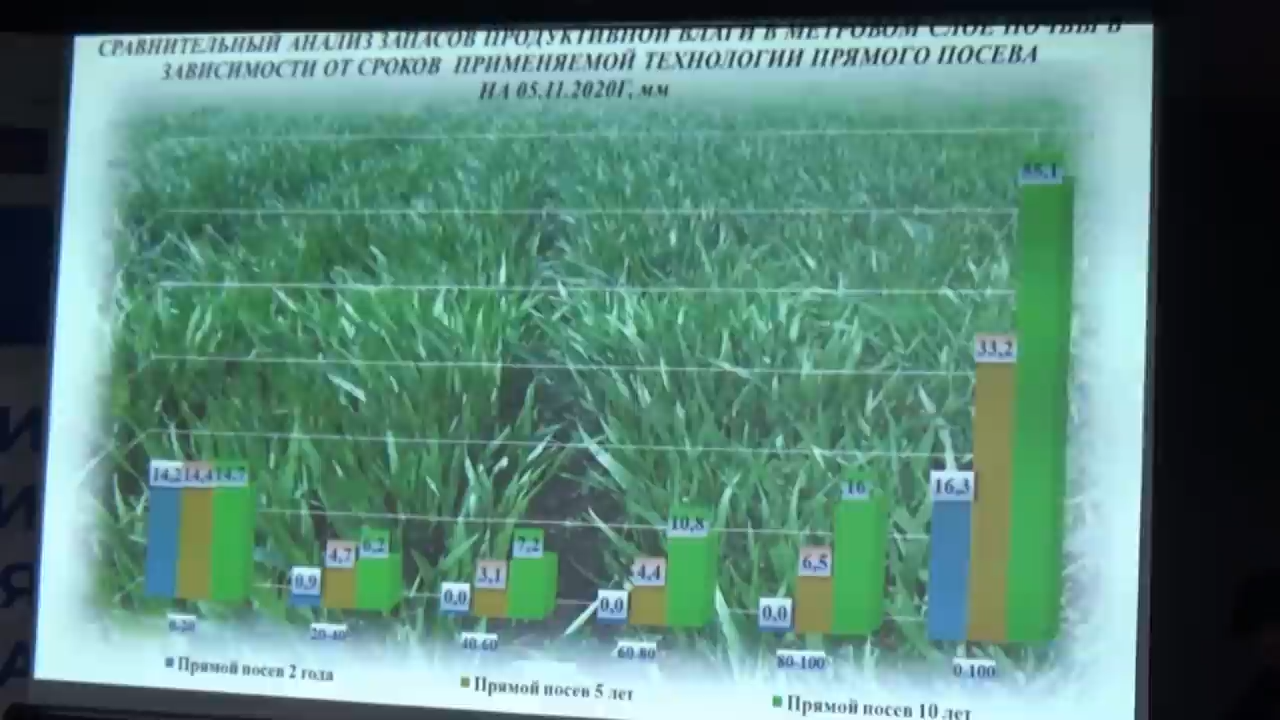 СРАВНИТЕЛЬНЫЙ АНАЛИЗ ЗАПАСОВ ПРОДУКТИВНОЙ ВЛАГИ В МЕТРОВОМ СЛОЕ ПОЧВЫ В
ЗАВИСИМОСТИ ОТ СРОКОВ ПРИМЕНЯЕМОЙ ТЕХНОЛОГИИ ПРЯМОГО ПОСЕВА
НА 05.11.2020Г, мм
14,2 14,4 14,7
0,9 4,7 6,2
0,0 3,1 7,2
0,0 4,4 10,8
0,0 6,5 16
16,3 33,2
0-20 20-40 40-60 60-80 80-100 0-100
Прямой посев 2 года Прямой посев 5 лет Прямой посев 10 лет
И
И
Я
А